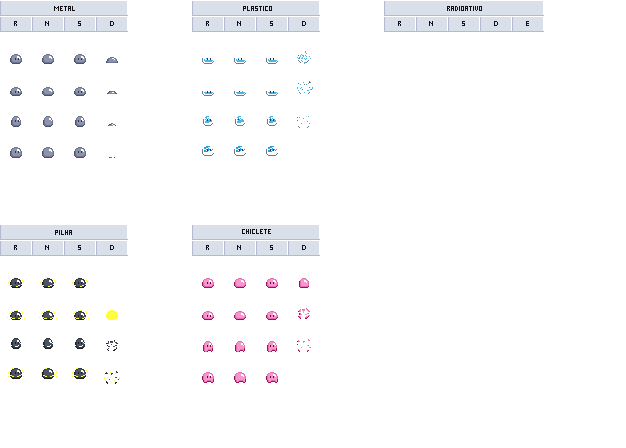 METAL
R N S D
PLASTICO
R N S D
RADIOATIVO
R N S D E
PILHA
R N S D
CHICLETE
R N S D